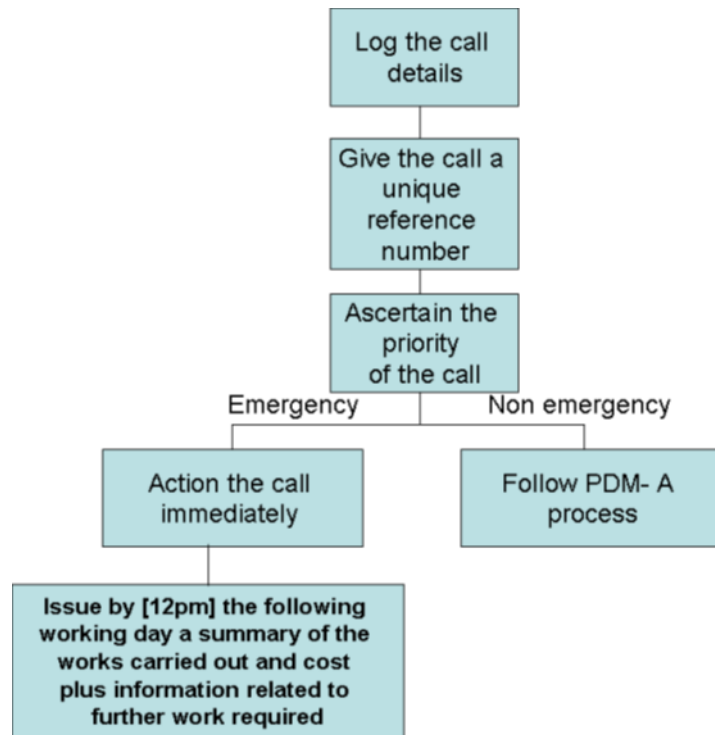 Log the call
details
Give the call a
unique
reference
number
Ascertain the
priority
of the call
Emergency
Non emergency
Action the call
immediately
Follow PDM- A
process
Issue by [12pm] the following
working day a summary of the
works carried out and cost
plus information related to
further work required